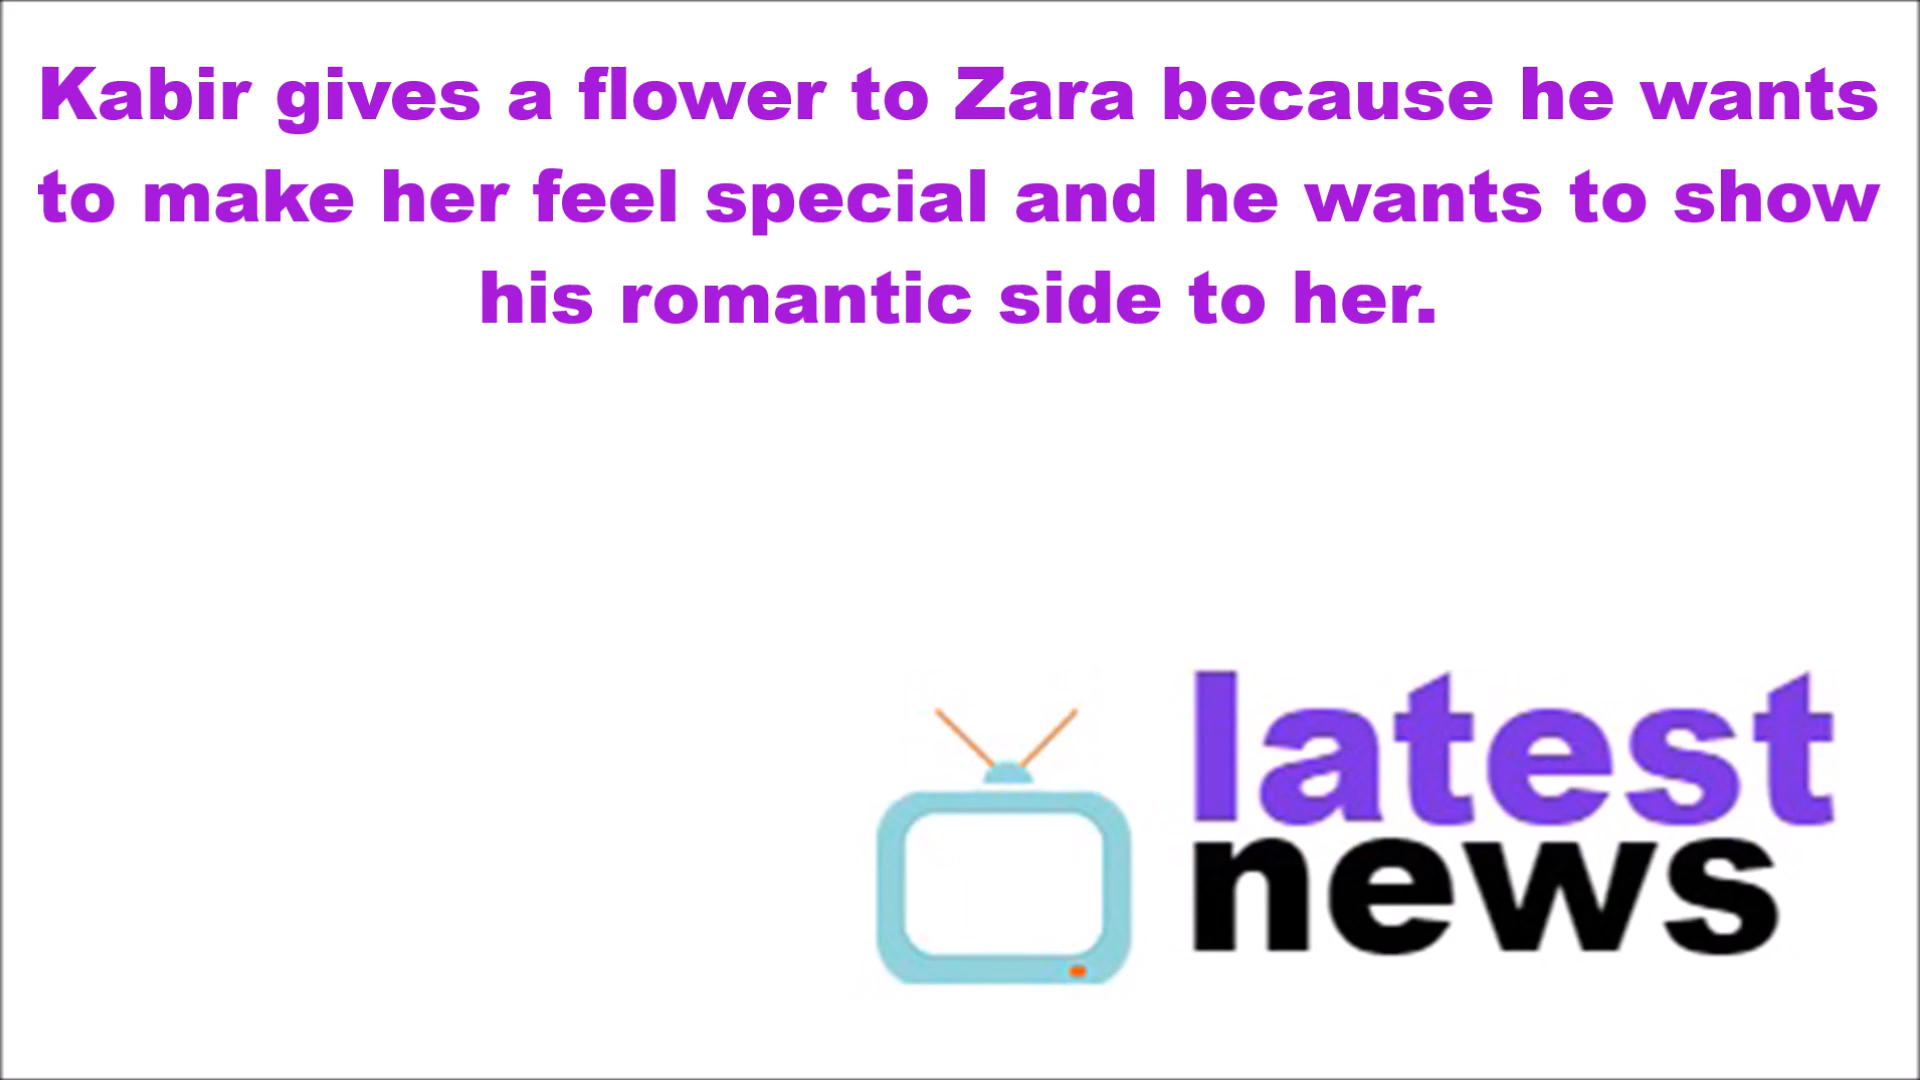 Kabir gives a flower to Zara because he wants
to make her feel special and he wants to show
his romantic side to her.
latest
news